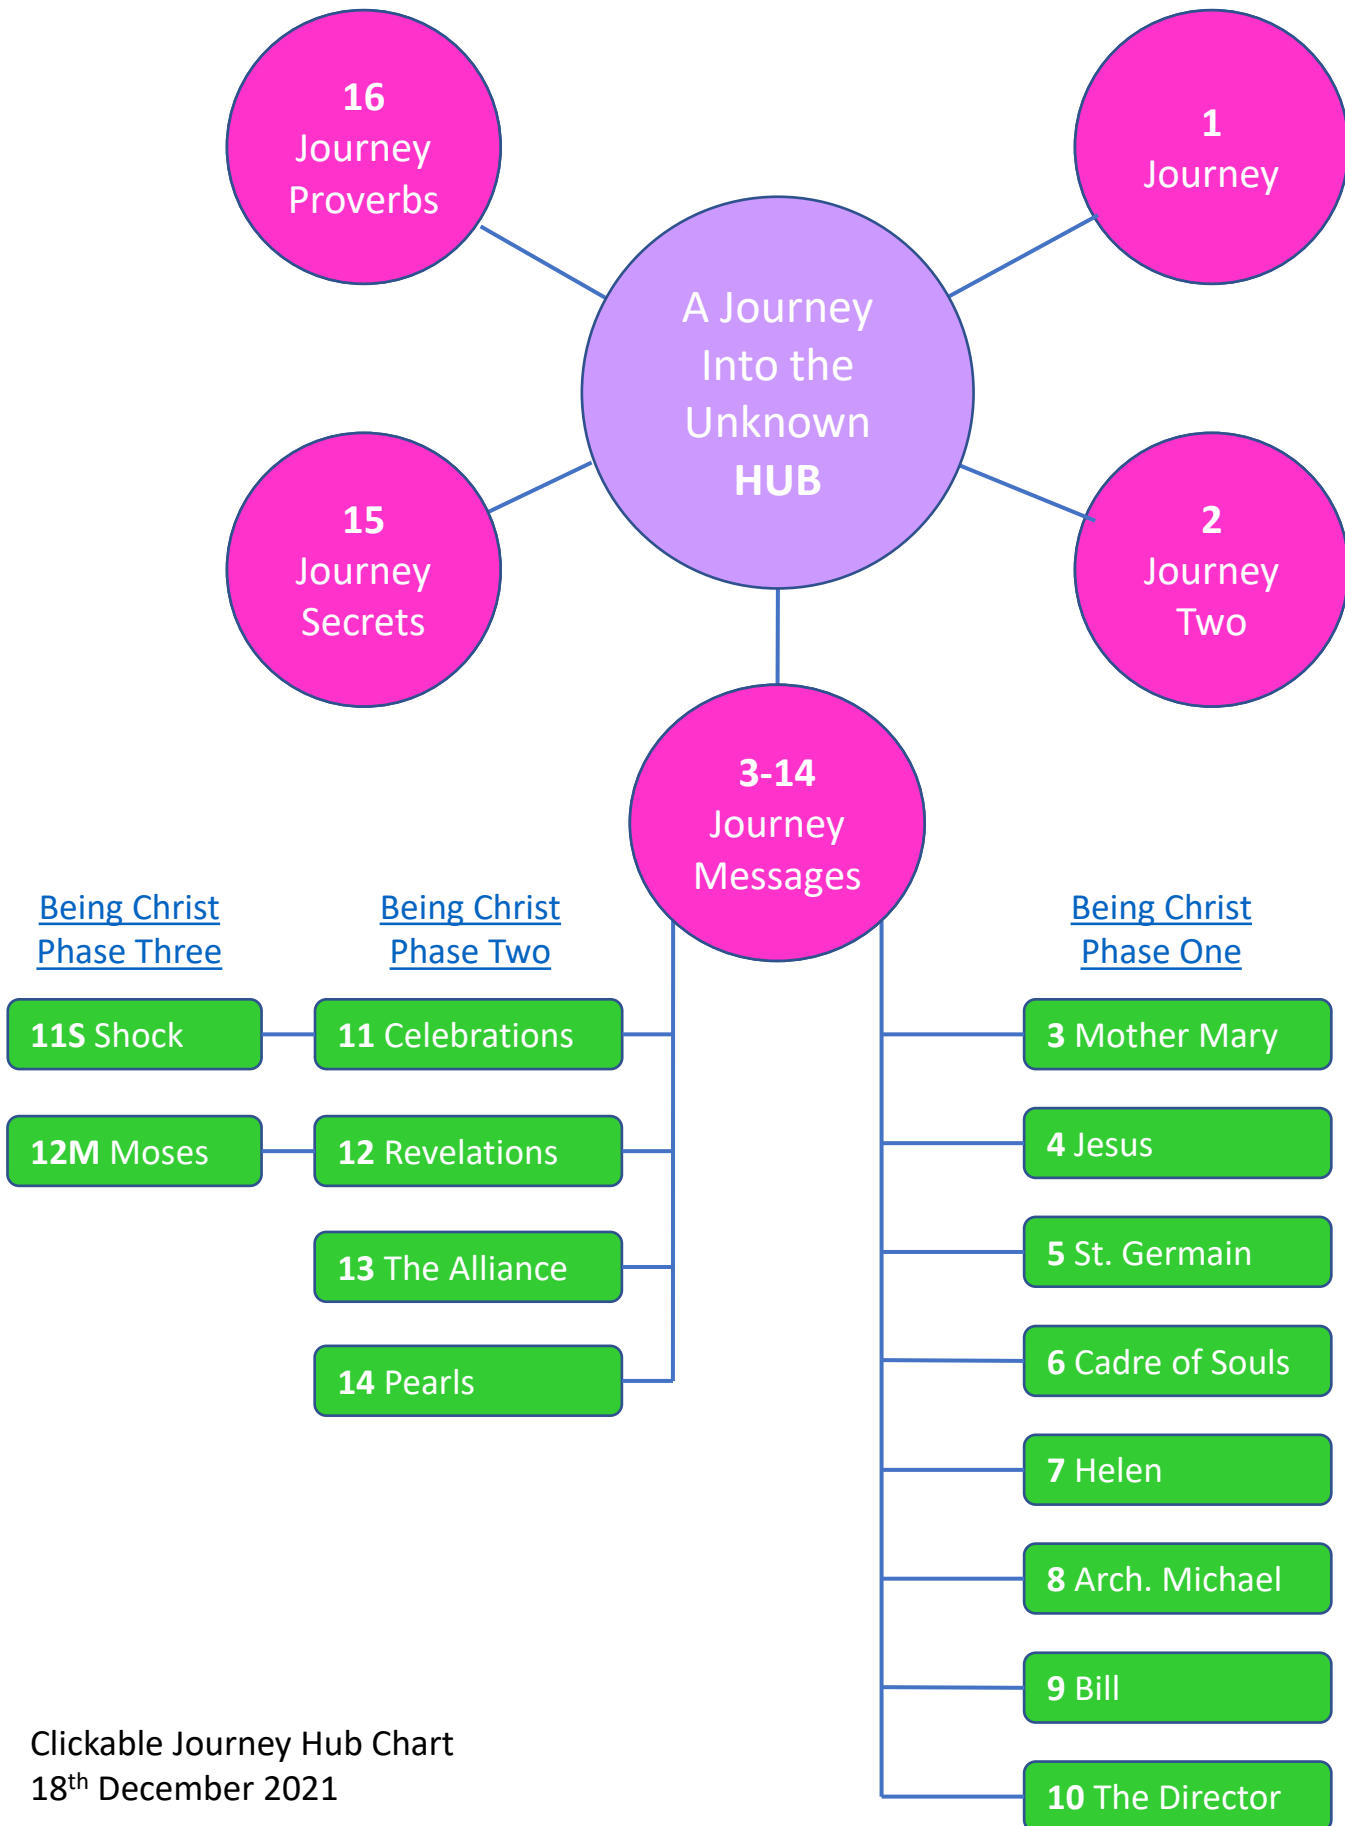 16
Journey
Proverbs
1
Journey
A Journey
Into the
Unknown
HUB
15
Journey
Secrets
2
Journey
Two
3-14
Journey
Messages
Being Christ
Phase Three
Being Christ
Phase Two
Being Christ
Phase One
11S Shock
11 Celebrations
3 Mother Mary
12M Moses
12 Revelations
4 Jesus
13 The Alliance
5 St. Germain
14 Pearls
6 Cadre of Souls
7 Helen
8 Arch. Michael
9 Bill
10 The Director
Clickable Journey Hub Chart
18th December 2021